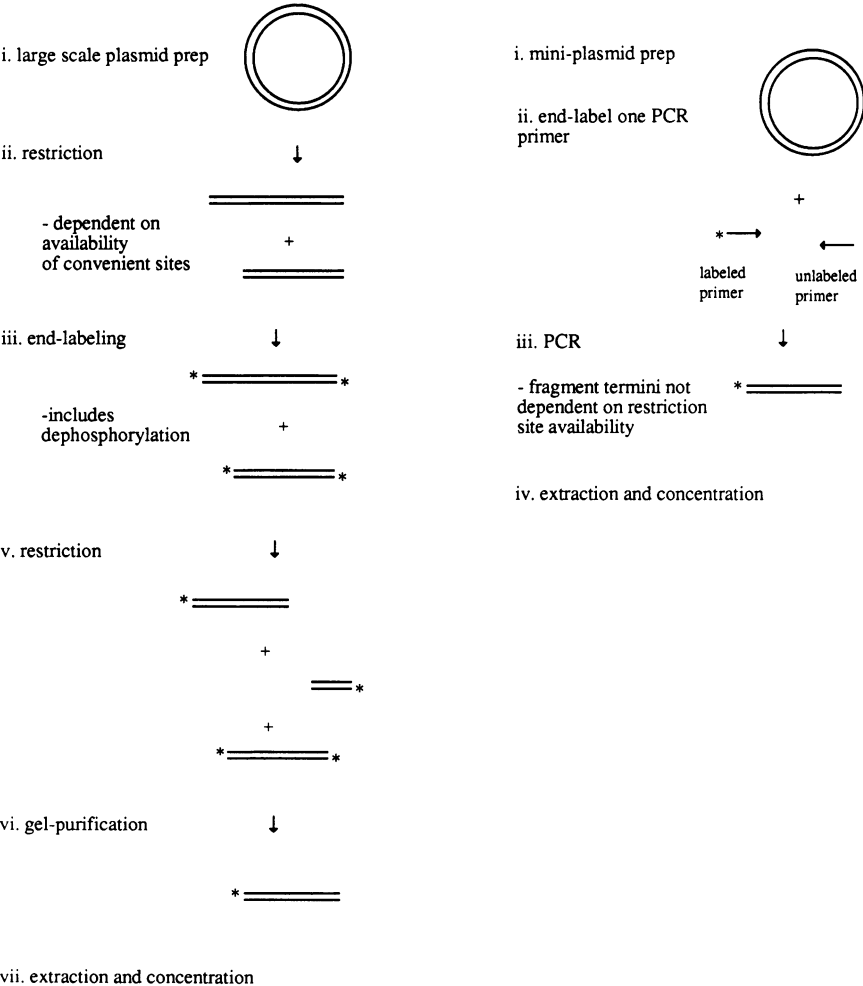 i. large scale plasmid prep
ii. restriction
- dependent on
availability
of convenient sites
+
iii. end-labeling
* *
-includes
dephosphorylation
+
* *
v. restriction
*
+
*
+
* *
vi. gel-purification
*
vii. extraction and concentration
i. mini-plasmid prep
ii. end-label one PCR
primer
+
*
labeled
primer
unlabeled
primer
iii. PCR
- fragment termini not
dependent on restriction
site availability
*
iv. extraction and concentration